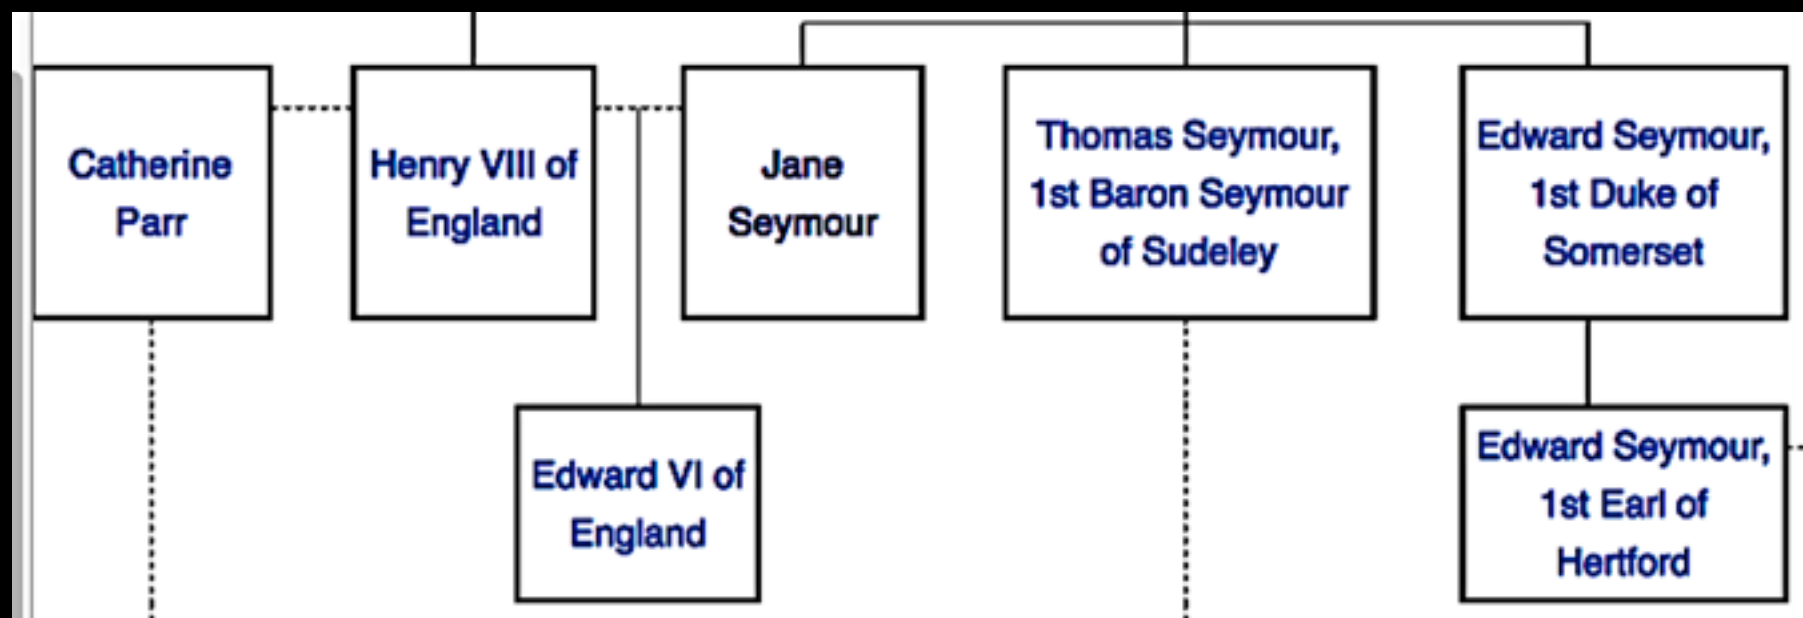 Catherine
Parr
Henry VIII of
England
Jane
Seymour
Thomas Seymour,
1st Baron Seymour
of Sudeley
Edward Seymour,
1st Duke of
Somerset
Edward VI of
England
Edward Seymour,
1st Earl of
Hertford